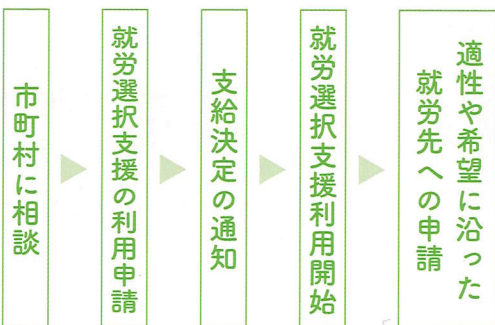 市町村に相談
就労選択支援の利用申請
支給決定の通知
就労選択支援利用開始
適性や希望に沿った
就労先への申請